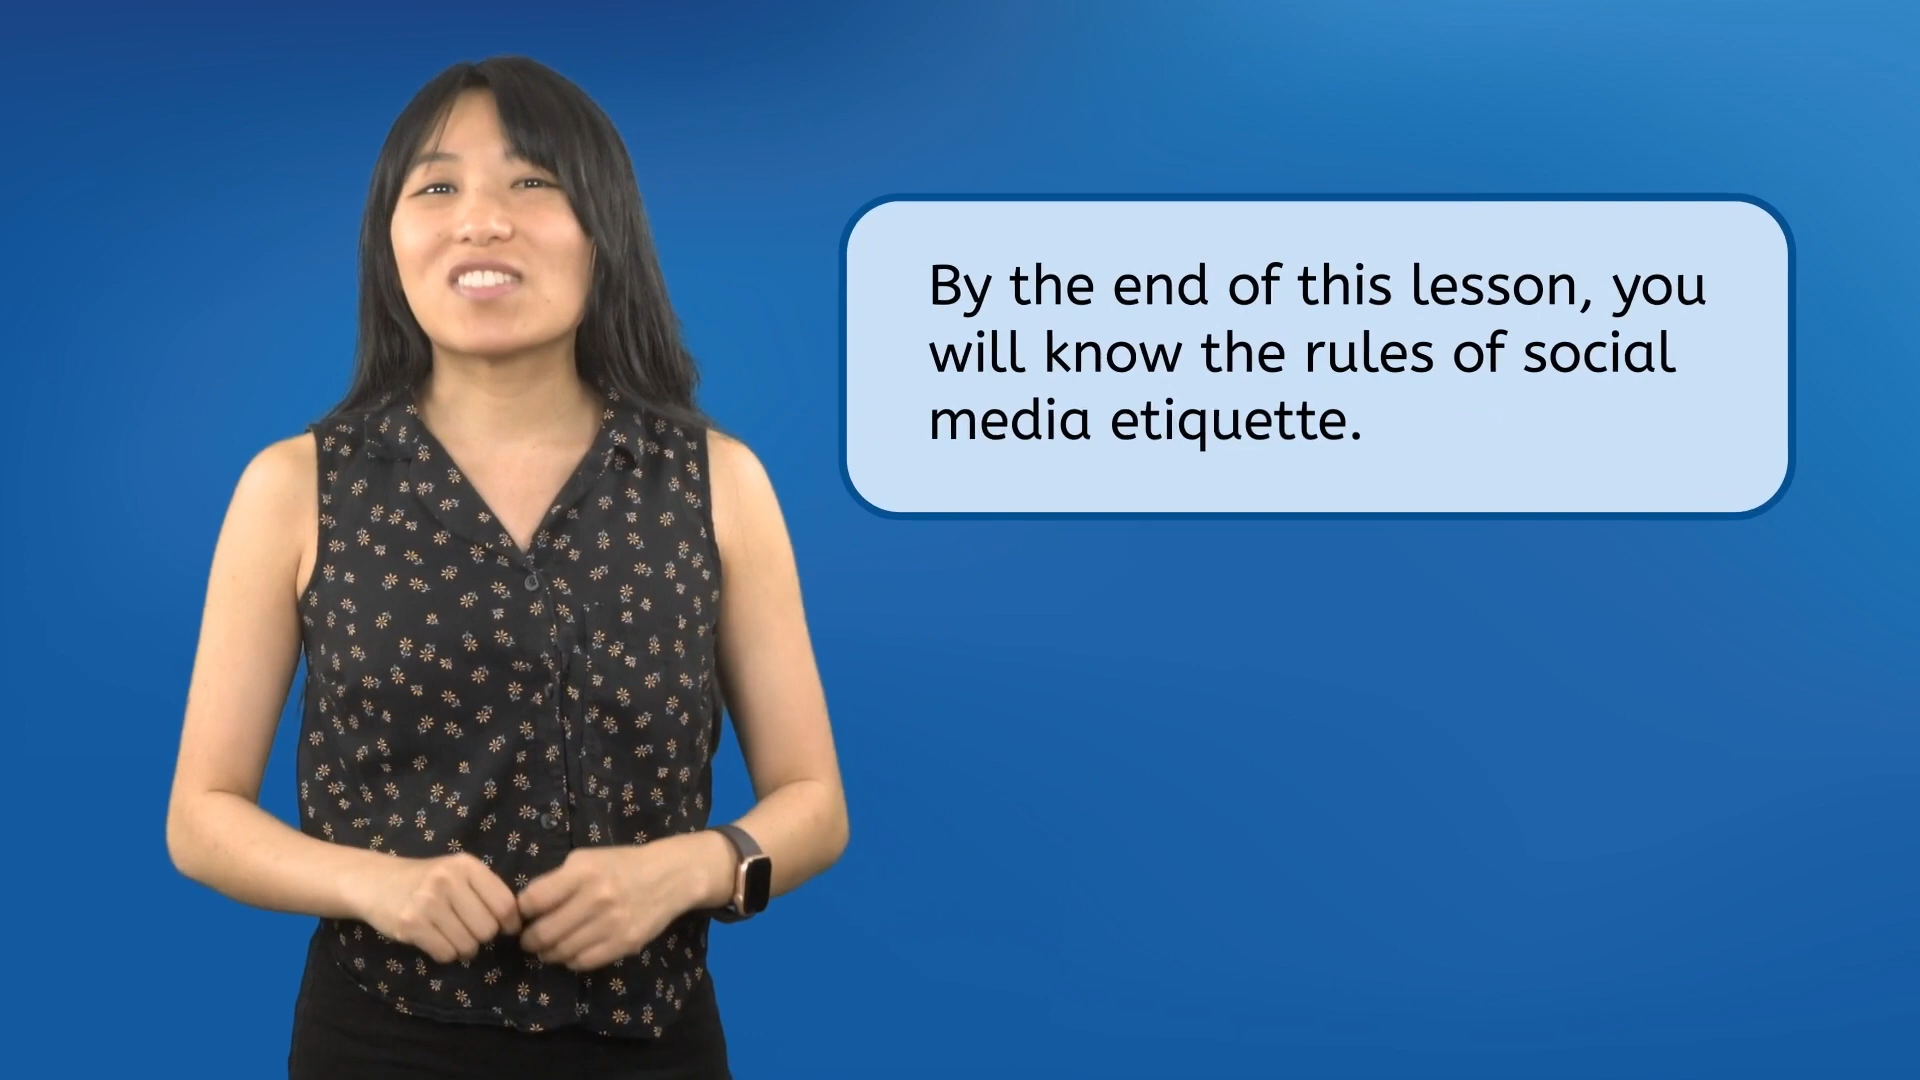 By the end of this lesson, you
will know the rules of social
media etiquette.